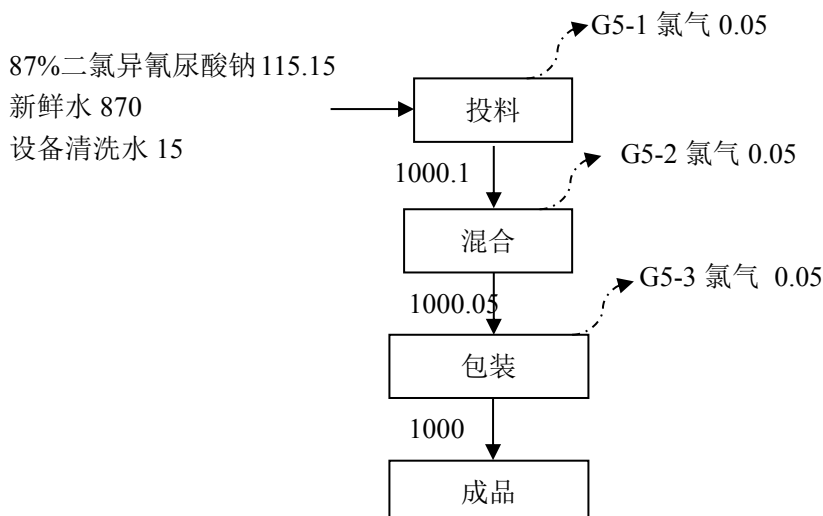 G5-1 氯气 0.05
87%二氯异氰尿酸钠 115.15
新鲜水 870
设备清洗水 15
投料
G5-2 氯气 0.05
1000.1
混合
G5-3 氯气 0.05
1000.05
包装
1000
成品